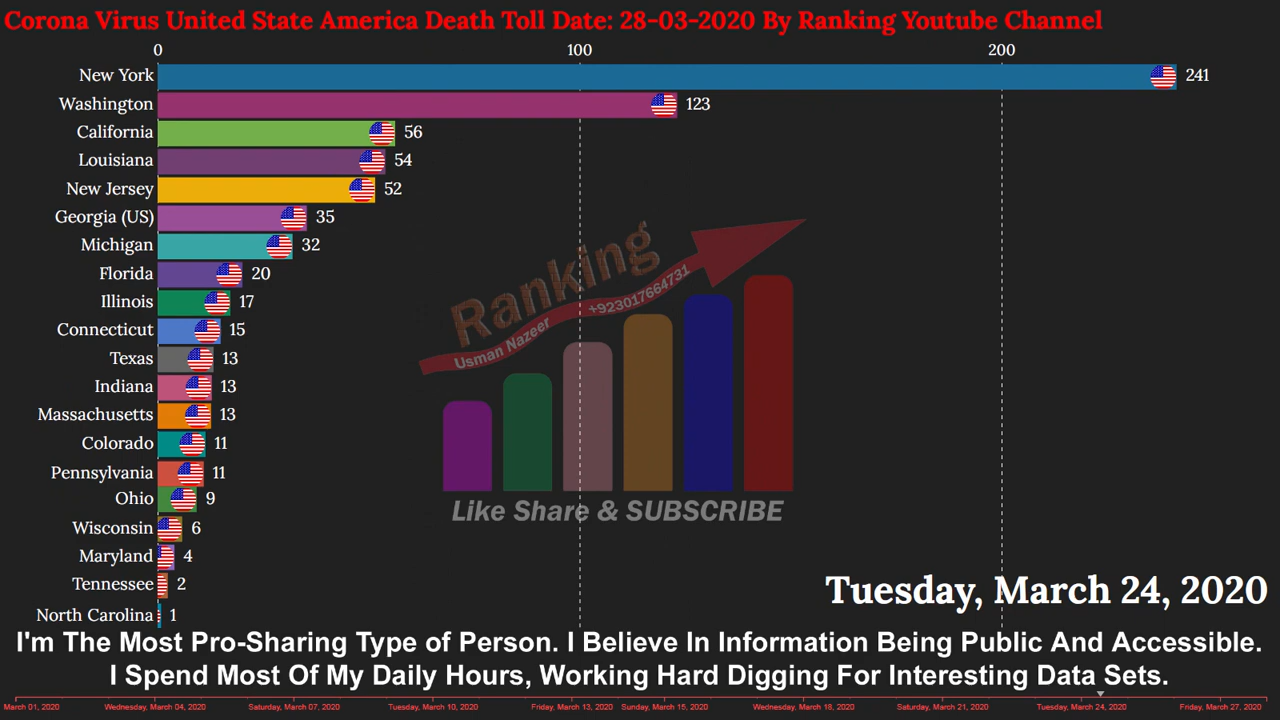 Corona Virus United State America Death Toll Date: 28-03-2020 By Ranking Youtube Channel
0 100 200
New York 241
Washington 123
California 56
Louisiana 54
New Jersey 52
Georgia (US) 35
Michigan 32
Florida 20
Illinois 17
Connecticut 15
Texas 13
Indiana 13
Massachusetts 13
Colorado 11
Pennsylvania 11
Ohio 9
Wisconsin 6
Maryland 4
Tennessee 2
North Carolina 1
Ranking
Usman Nazeer +923017664731
Like Share & SUBSCRIBE
Tuesday, March 24, 2020
I'm The Most Pro-Sharing Type of Person. I Believe In Information Being Public And Accessible.
I Spend Most Of My Daily Hours, Working Hard Digging For Interesting Data Sets.
March 01, 2020 Wednesday, March 04, 2020 Saturday, March 07, 2020 Tuesday, March 10, 2020 Friday, March 13, 2020 Sunday, March 15, 2020 Wednesday, March 18, 2020 Saturday, March 21, 2020 Tuesday, March 24, 2020 Friday, March 27, 2020